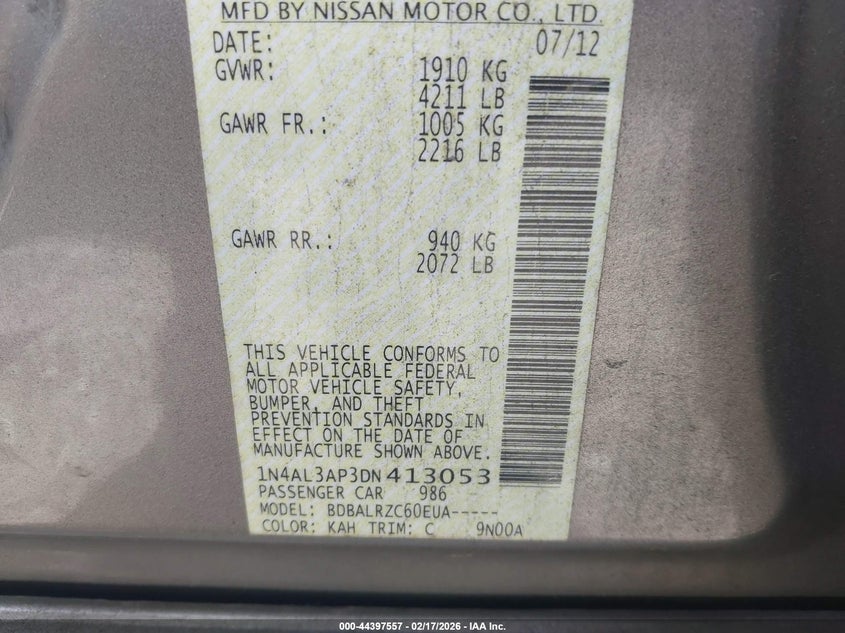 MFD BY NISSAN MOTOR CO., LTD.
DATE: 07/12
GVWR: 1910 KG
4211 LB
GAWR FR.: 1005 KG
2216 LB
GAWR RR.: 940 KG
2072 LB
THIS VEHICLE CONFORMS TO
ALL APPLICABLE FEDERAL
MOTOR VEHICLE SAFETY,
BUMPER, AND THEFT
PREVENTION STANDARDS IN
EFFECT ON THE DATE OF
MANUFACTURE SHOWN ABOVE.
1N4AL3AP3DN413053
PASSENGER CAR 986
MODEL: BDBALRZC60EUA-----
COLOR: KAH TRIM: C 9N00A
000-44397557 - 02/17/2026 - IAA Inc.